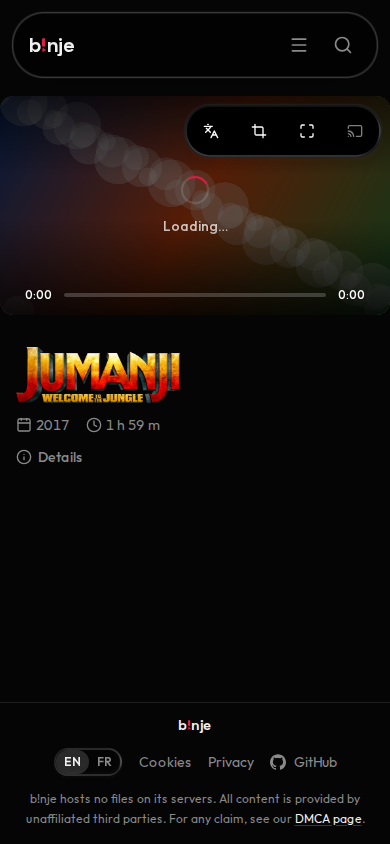 b!nje
Loading...
0:00 0:00
JUMANJI
WELCOME TO THE JUNGLE
2017 1 h 59 m
Details
b!nje
EN FR Cookies Privacy GitHub
b!nje hosts no files on its servers. All content is provided by
unaffiliated third parties. For any claim, see our DMCA page.